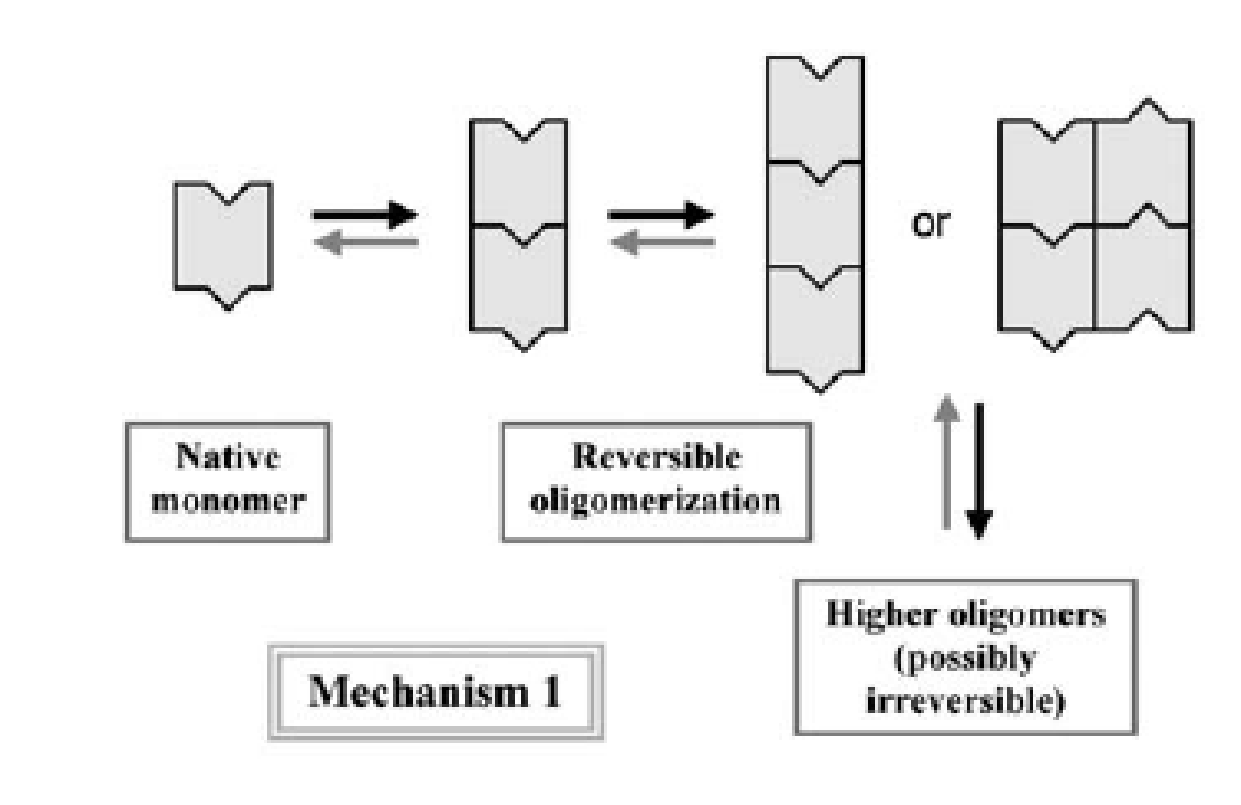 or
Native
monomer
Reversible
oligomerization
Higher oligomers
(possibly
irreversible)
Mechanism 1